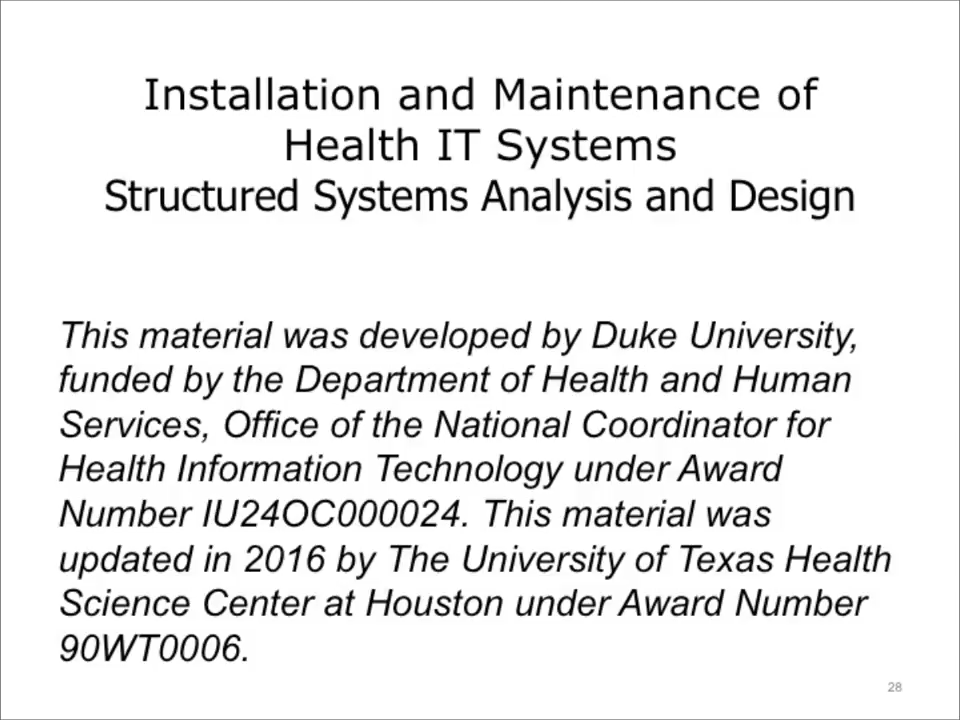 Installation and Maintenance of
Health IT Systems
Structured Systems Analysis and Design
This material was developed by Duke University,
funded by the Department of Health and Human
Services, Office of the National Coordinator for
Health Information Technology under Award
Number IU24OC000024. This material was
updated in 2016 by The University of Texas Health
Science Center at Houston under Award Number
90WT0006.
28